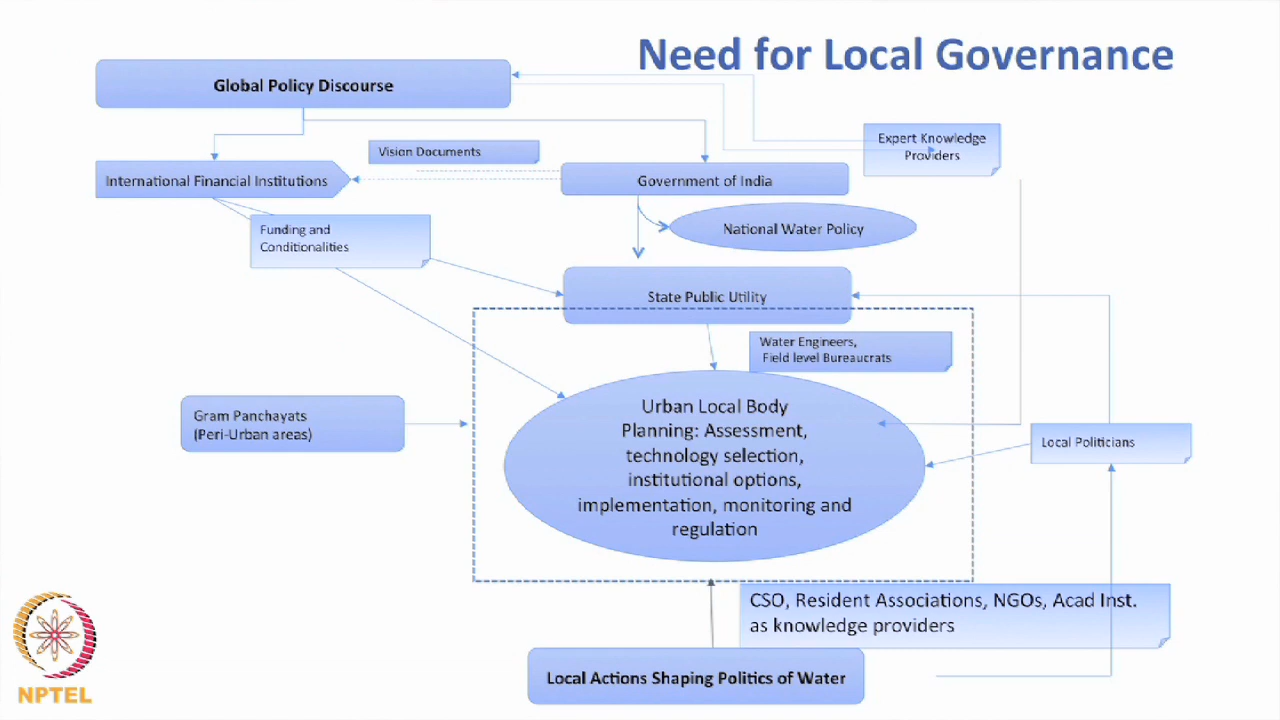 Need for Local Governance
Global Policy Discourse
Expert Knowledge
Providers
Vision Documents
International Financial Institutions
Government of India
Funding and
Conditionalities
National Water Policy
State Public Utility
Water Engineers,
Field level Bureaucrats
Gram Panchayats
(Peri-Urban areas)
Urban Local Body
Planning: Assessment,
technology selection,
institutional options,
implementation, monitoring and
regulation
Local Politicians
CSO, Resident Associations, NGOs, Acad Inst.
as knowledge providers
Local Actions Shaping Politics of Water
NPTEL